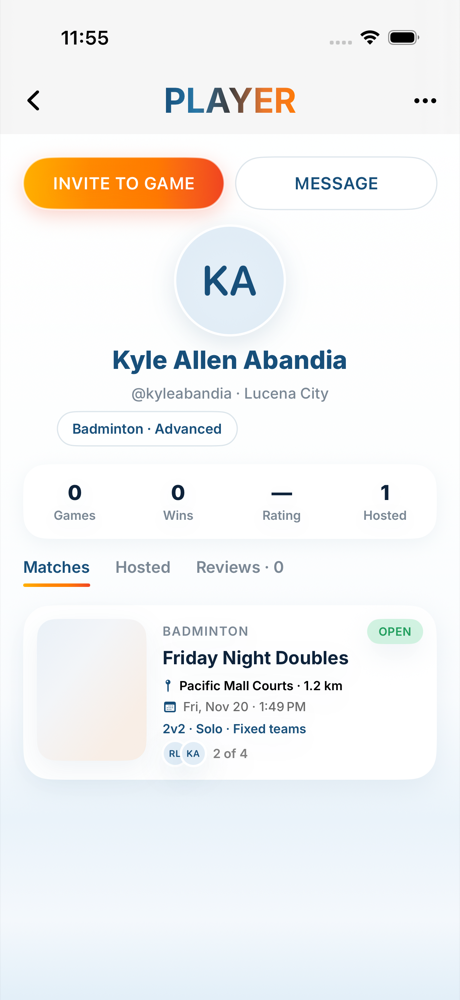 11:55
PLAYER
INVITE TO GAME
MESSAGE
KA
Kyle Allen Abandia
@kyleabandia · Lucena City
Badminton · Advanced
0 0 — 1
Games Wins Rating Hosted
Matches Hosted Reviews · 0
BADMINTON
OPEN
Friday Night Doubles
Pacific Mall Courts · 1.2 km
Fri, Nov 20 · 1:49 PM
2v2 · Solo · Fixed teams
RL KA 2 of 4